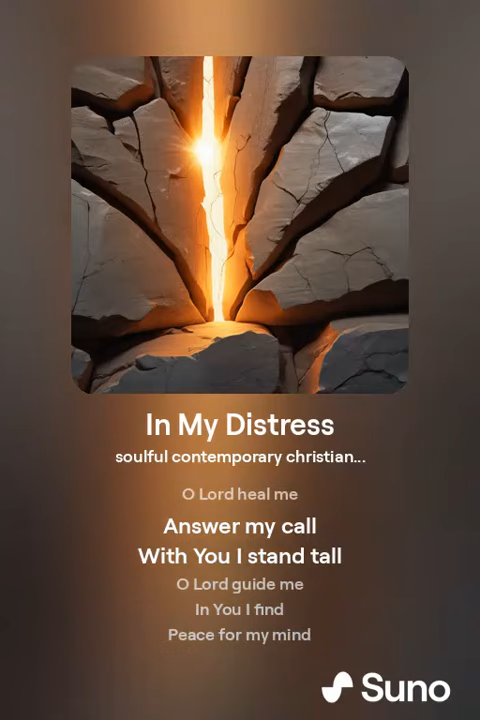 In My Distress
soulful contemporary christian...
O Lord heal me
Answer my call
With You I stand tall
O Lord guide me
In You I find
Peace for my mind
Suno